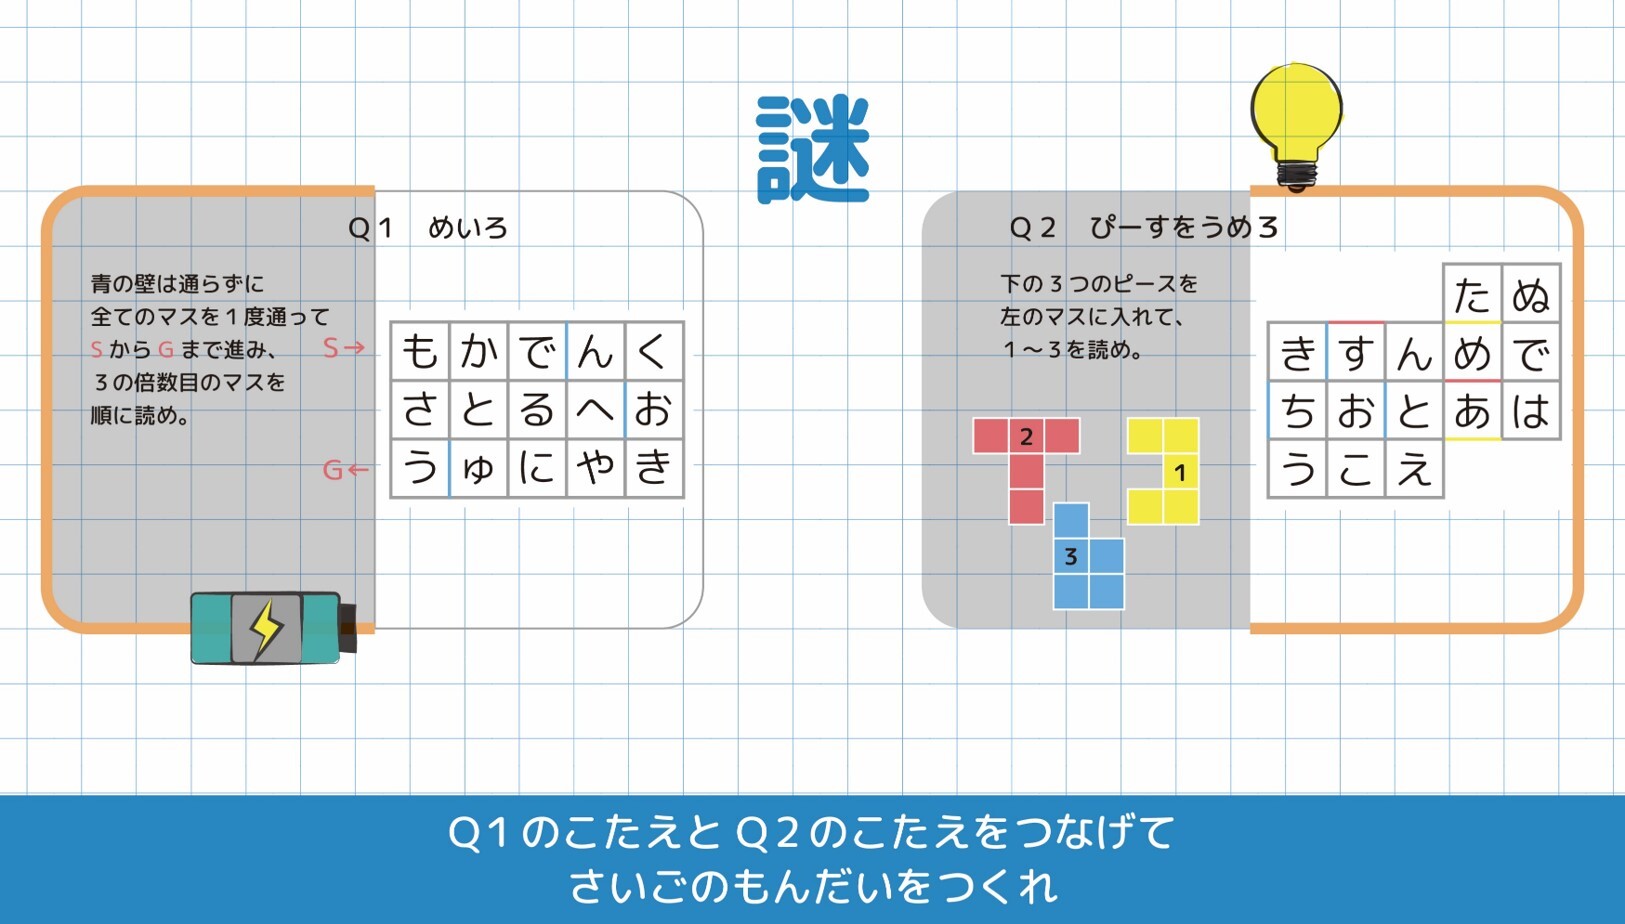 謎
Q1 めいろ
青の壁は通らずに
全てのマスを1度通って
SからGまで進み、
3の倍数目のマスを
順に読め。
S→
G←
もかでんく
さとるへお
うゅにやき
Q2 ぴーすをうめろ
下の3つのピースを
左のマスに入れて、
1～3を読め。
2
1
3
たぬ
きすんめで
ちおとあは
うこえ
Q1のこたえとQ2のこたえをつなげて
さいごのもんだいをつくれ